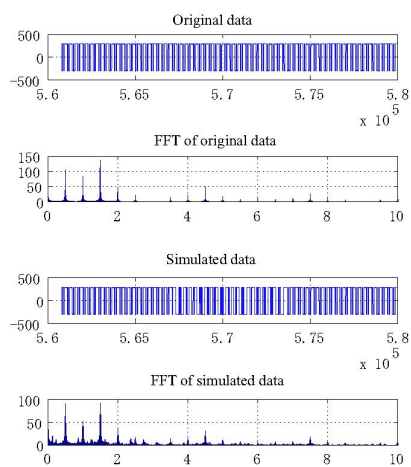 Original data
500
0
-500
5.6 5.65 5.7 5.75 5.8
x 10^5
FFT of original data
150
100
50
0
0 2 4 6 8 10
Simulated data
500
0
-500
5.6 5.65 5.7 5.75 5.8
x 10^5
FFT of simulated data
100
50
0
0 2 4 6 8 10